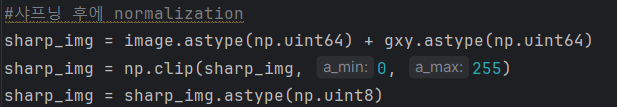 #샤프닝 후에 normalization
sharp_img = image.astype(np.uint64) + gxy.astype(np.uint64)
sharp_img = np.clip(sharp_img, a_min: 0, a_max: 255)
sharp_img = sharp_img.astype(np.uint8)